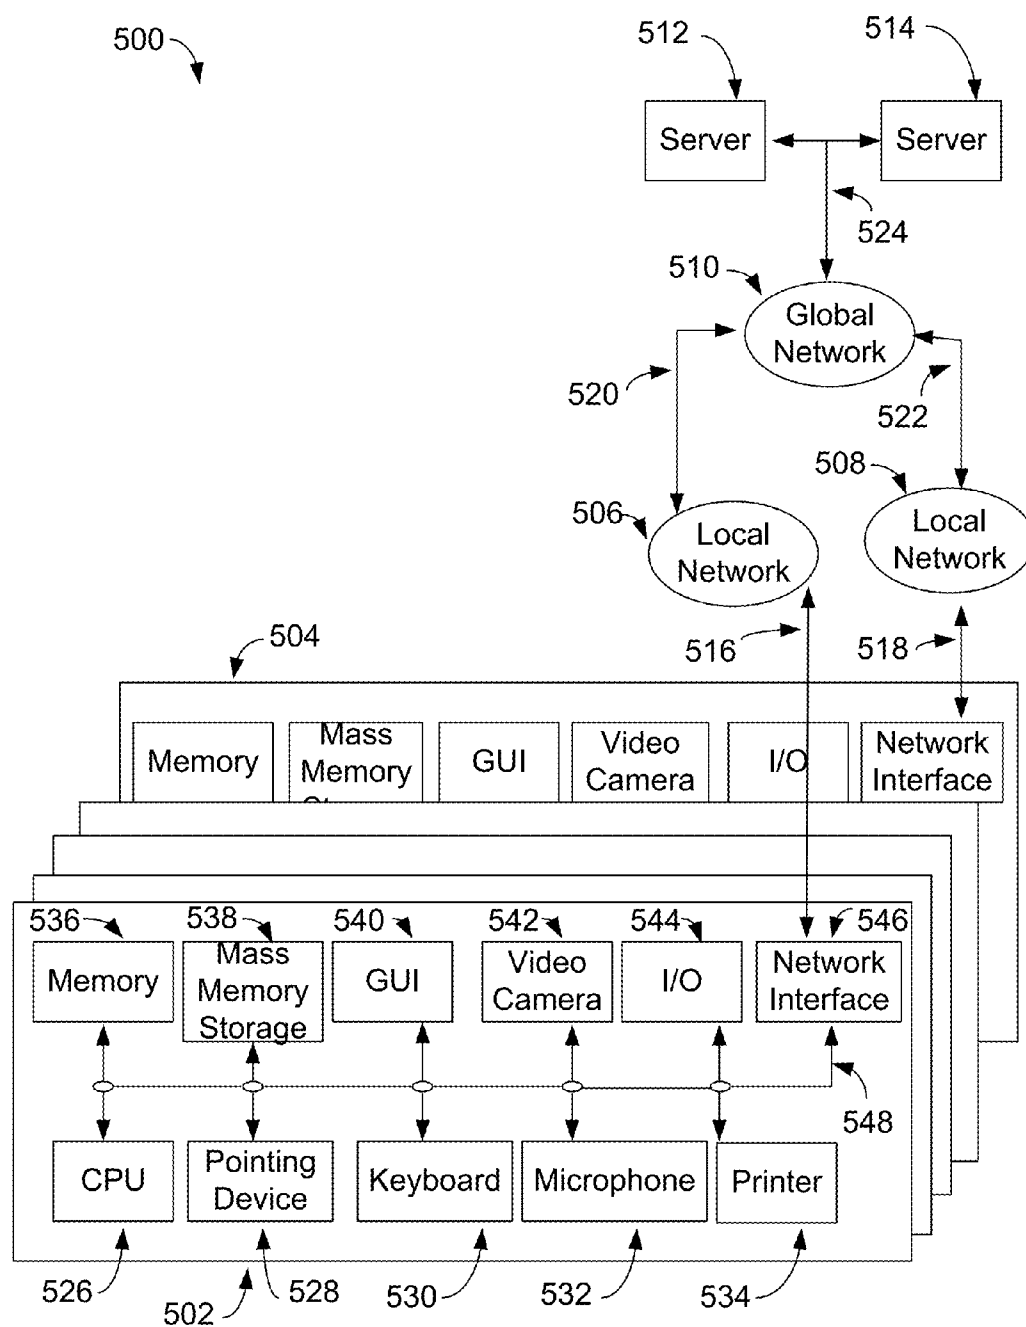 500
512
514
Server
Server
524
510
Global
Network
520
522
508
506
Local
Network
Local
Network
504
516
518
Memory
Mass
Memory
GUI
Video
Camera
I/O
Network
Interface
536
538
540
542
544
546
Memory
Mass
Memory
Storage
GUI
Video
Camera
I/O
Network
Interface
548
CPU
Pointing
Device
Keyboard
Microphone
Printer
526
502
528
530
532
534